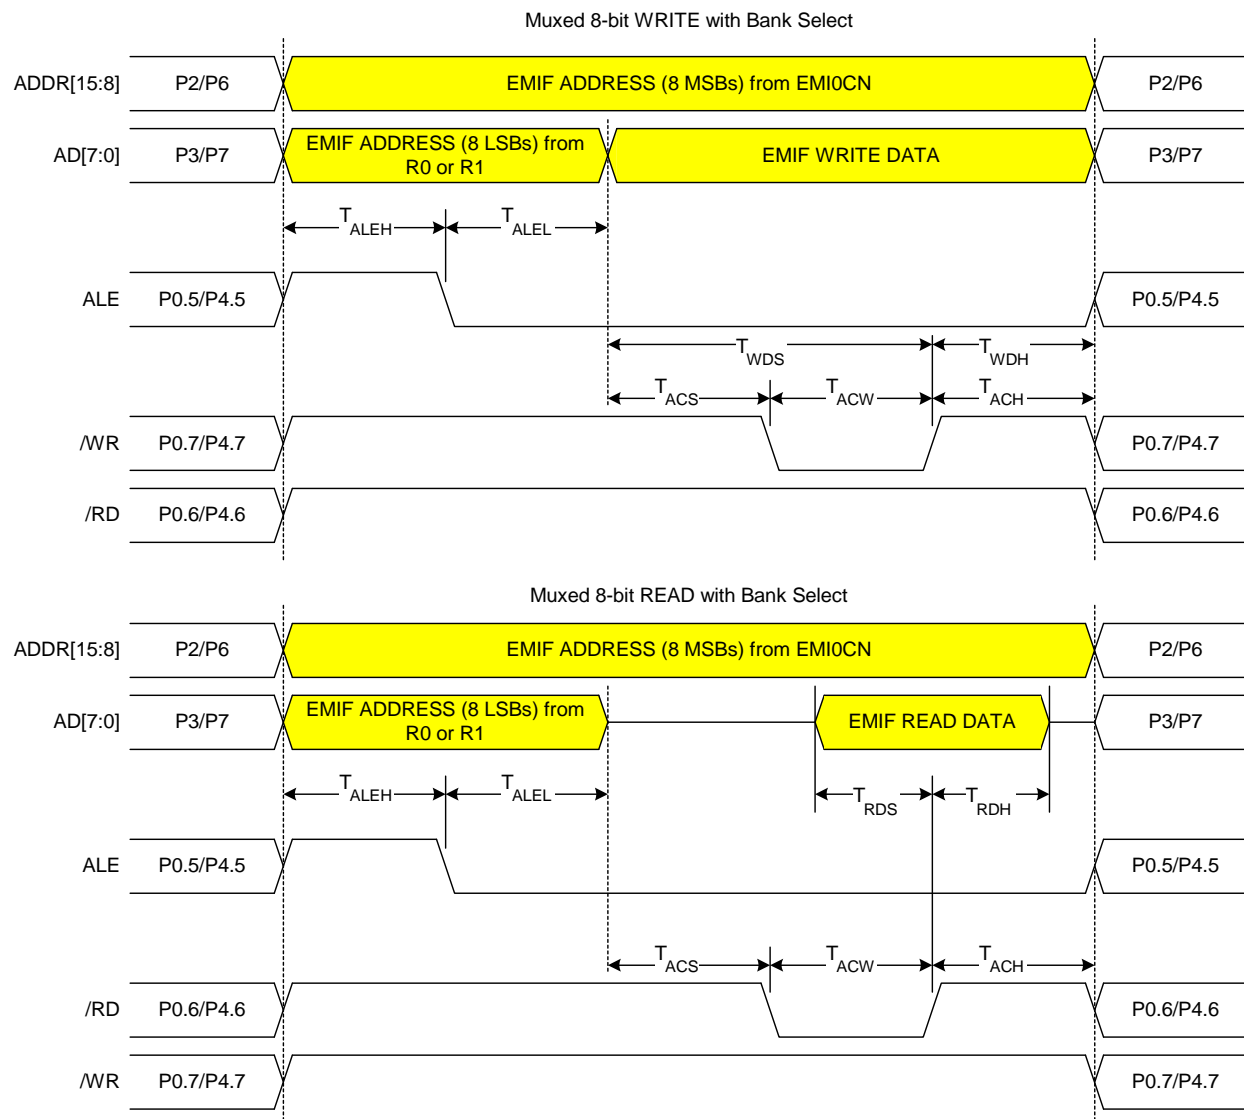 Muxed 8-bit WRITE with Bank Select
ADDR[15:8] P2/P6 EMIF ADDRESS (8 MSBs) from EMI0CN P2/P6
AD[7:0] P3/P7 EMIF ADDRESS (8 LSBs) from R0 or R1 EMIF WRITE DATA P3/P7
TALEH TALEL
ALE P0.5/P4.5 P0.5/P4.5
TWDS TWDH
TACS TACW TACH
/WR P0.7/P4.7 P0.7/P4.7
/RD P0.6/P4.6 P0.6/P4.6
Muxed 8-bit READ with Bank Select
ADDR[15:8] P2/P6 EMIF ADDRESS (8 MSBs) from EMI0CN P2/P6
AD[7:0] P3/P7 EMIF ADDRESS (8 LSBs) from R0 or R1 EMIF READ DATA P3/P7
TALEH TALEL TRDS TRDH
ALE P0.5/P4.5 P0.5/P4.5
TACS TACW TACH
/RD P0.6/P4.6 P0.6/P4.6
/WR P0.7/P4.7 P0.7/P4.7